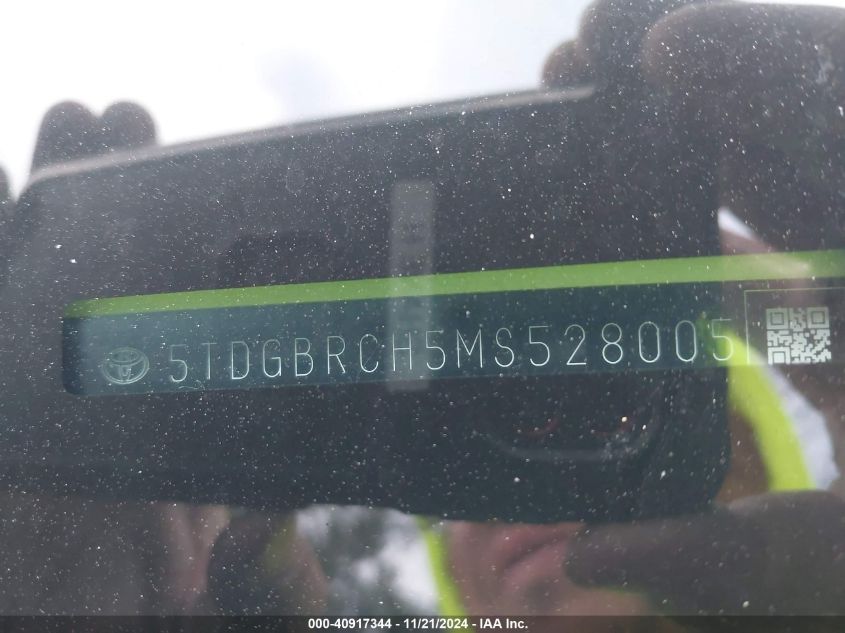 5TDGBRCH5MS528005
000-40917344 - 11/21/2024 - IAA Inc.